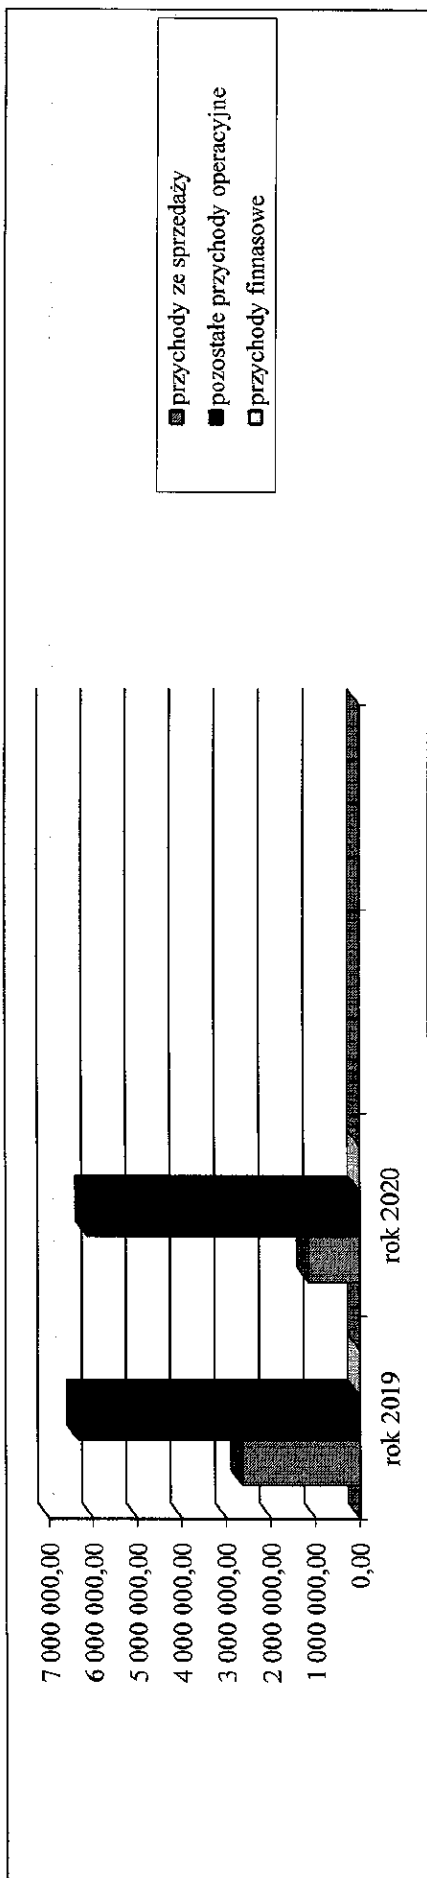 7 000 000,00
6 000 000,00
5 000 000,00
4 000 000,00
3 000 000,00
2 000 000,00
1 000 000,00
0,00
rok 2019
rok 2020
przychody ze sprzedaży
pozostałe przychody operacyjne
przychody finnasowe